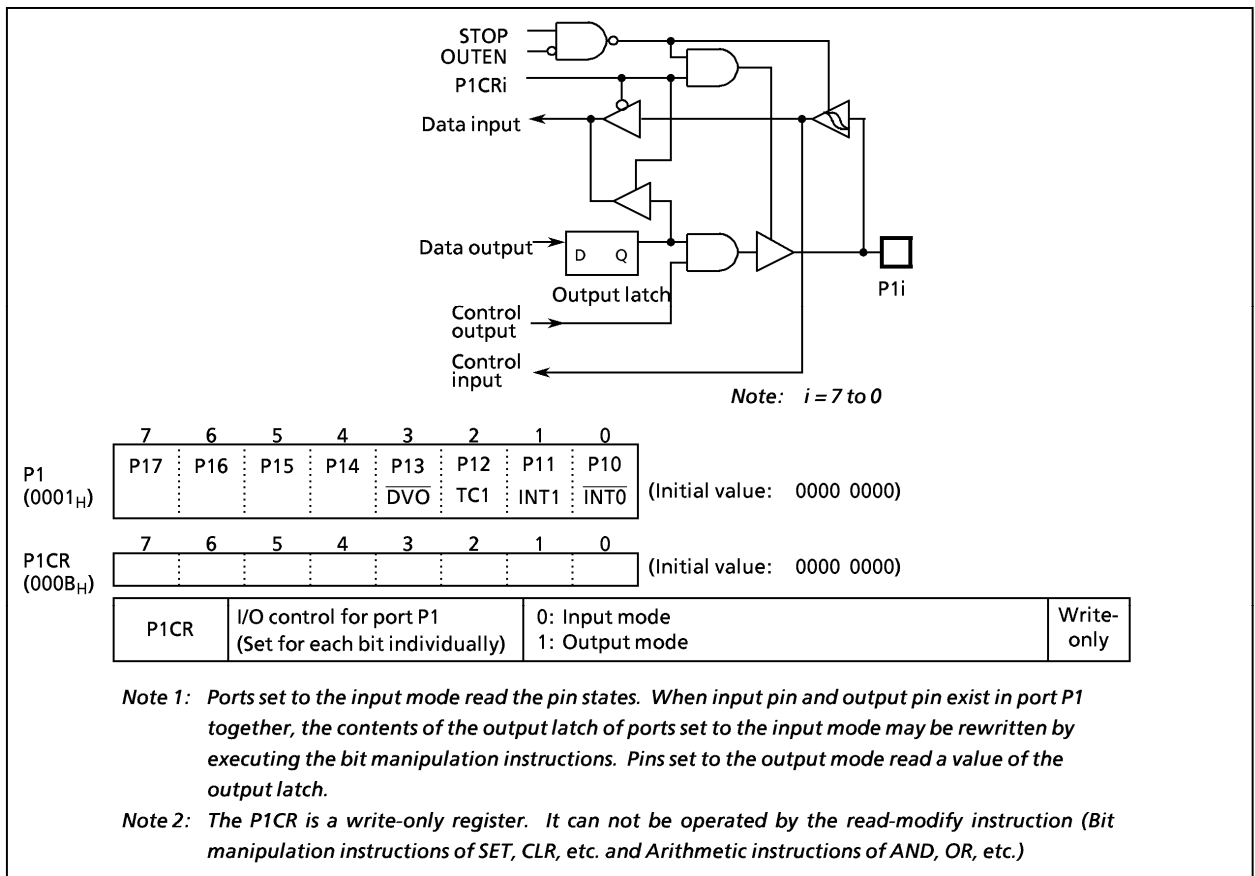 STOP
OUTEN
P1CRi
Data input
Data output
D Q
Output latch
P1i
Control
output
Control
input
Note: i = 7 to 0
7 6 5 4 3 2 1 0
P1
(0001H)
P17 P16 P15 P14 P13 P12 P11 P10
DVO TC1 INT1 INT0
(Initial value: 0000 0000)
7 6 5 4 3 2 1 0
P1CR
(000BH)
(Initial value: 0000 0000)
P1CR
I/O control for port P1
(Set for each bit individually)
0: Input mode
1: Output mode
Write-
only
Note 1: Ports set to the input mode read the pin states. When input pin and output pin exist in port P1
together, the contents of the output latch of ports set to the input mode may be rewritten by
executing the bit manipulation instructions. Pins set to the output mode read a value of the
output latch.
Note 2: The P1CR is a write-only register. It can not be operated by the read-modify instruction (Bit
manipulation instructions of SET, CLR, etc. and Arithmetic instructions of AND, OR, etc.)